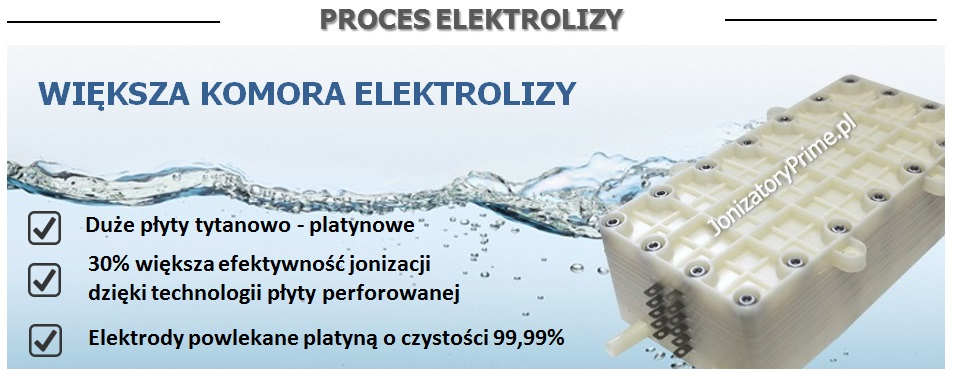 PROCES ELEKTROLIZY
WIĘKSZA KOMORA ELEKTROLIZY
JonizatoryPrime.pl
Duże płyty tytanowo - platynowe
30% większa efektywność jonizacji
dzięki technologii płyty perforowanej
Elektrody powlekane platyną o czystości 99,99%